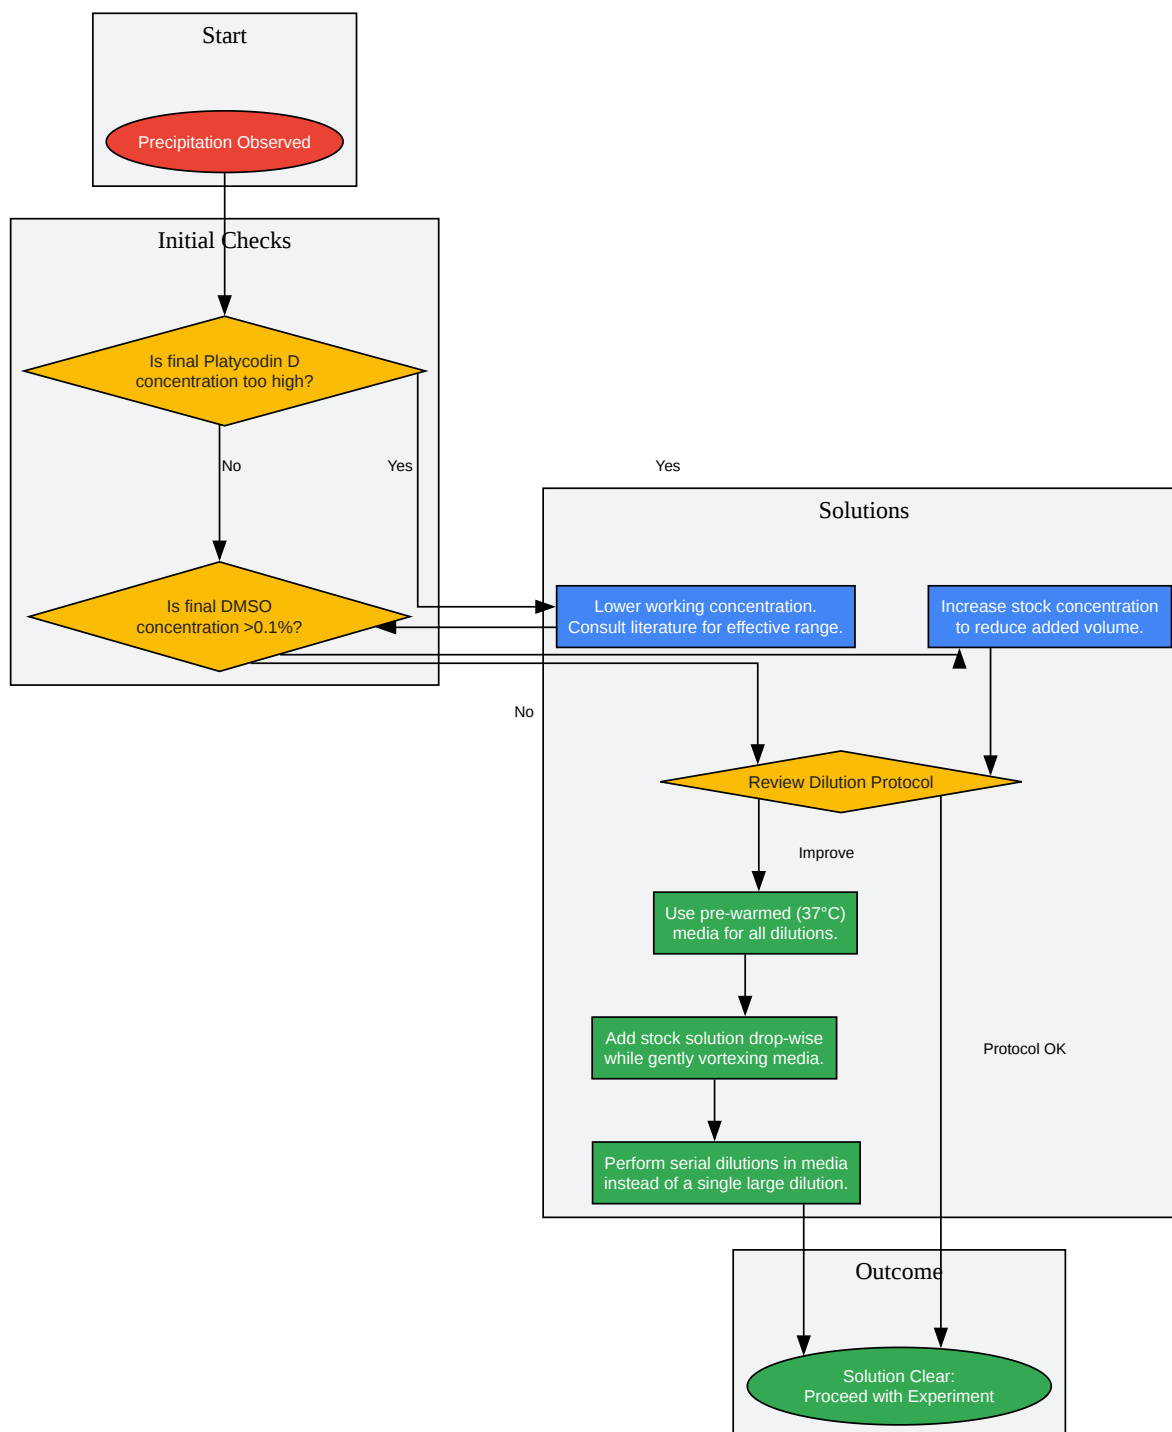 Start
Precipitation Observed
Initial Checks
Is final Platycodin D
concentration too high?
No
Yes
Yes
Solutions
Is final DMSO
concentration >0.1%?
Lower working concentration.
Consult literature for effective range.
Increase stock concentration
to reduce added volume.
No
Review Dilution Protocol
Improve
Use pre-warmed (37°C)
media for all dilutions.
Add stock solution drop-wise
while gently vortexing media.
Protocol OK
Perform serial dilutions in media
instead of a single large dilution.
Outcome
Solution Clear:
Proceed with Experiment